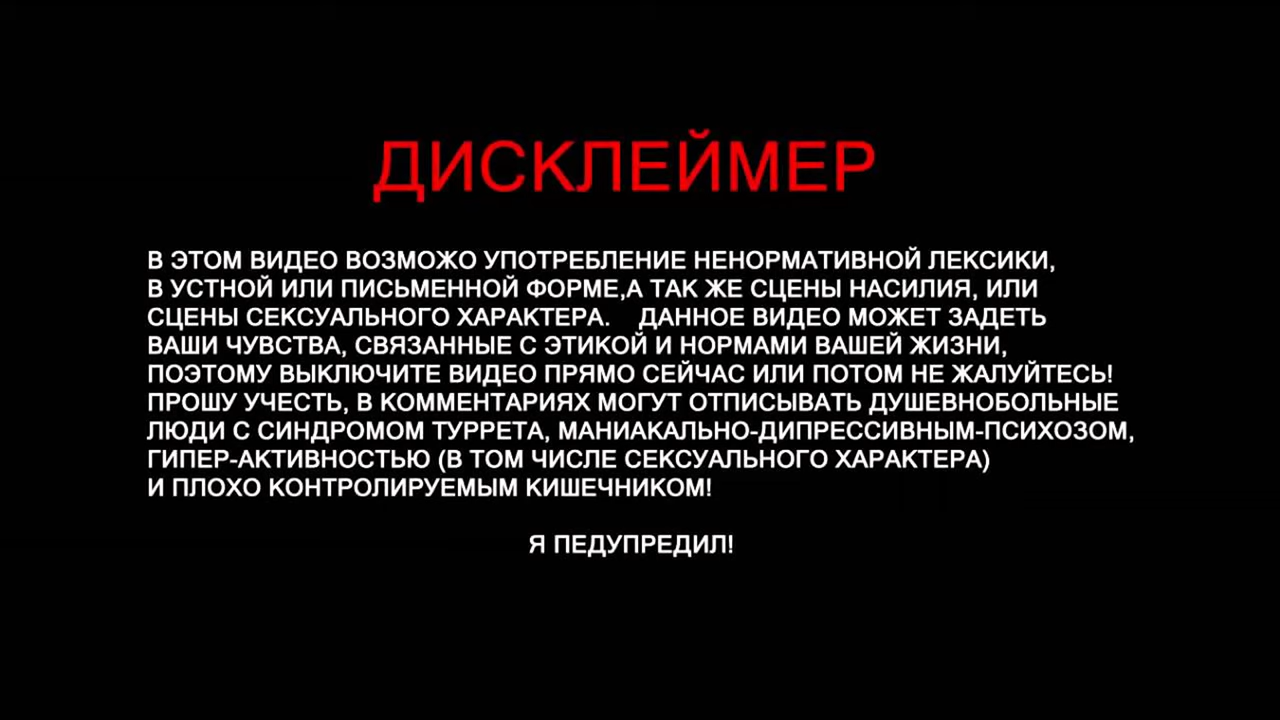 ДИСКЛЕЙМЕР
В ЭТОМ ВИДЕО ВОЗМОЖО УПОТРЕБЛЕНИЕ НЕНОРМАТИВНОЙ ЛЕКСИКИ,
В УСТНОЙ ИЛИ ПИСЬМЕННОЙ ФОРМЕ,А ТАК ЖЕ СЦЕНЫ НАСИЛИЯ, ИЛИ
СЦЕНЫ СЕКСУАЛЬНОГО ХАРАКТЕРА. ДАННОЕ ВИДЕО МОЖЕТ ЗАДЕТЬ
ВАШИ ЧУВСТВА, СВЯЗАННЫЕ С ЭТИКОЙ И НОРМАМИ ВАШЕЙ ЖИЗНИ,
ПОЭТОМУ ВЫКЛЮЧИТЕ ВИДЕО ПРЯМО СЕЙЧАС ИЛИ ПОТОМ НЕ ЖАЛУЙТЕСЬ!
ПРОШУ УЧЕСТЬ, В КОММЕНТАРИЯХ МОГУТ ОТПИСЫВАТЬ ДУШЕВНОБОЛЬНЫЕ
ЛЮДИ С СИНДРОМОМ ТУРРЕТА, МАНИАКАЛЬНО-ДИПРЕССИВНЫМ-ПСИХОЗОМ,
ГИПЕР-АКТИВНОСТЬЮ (В ТОМ ЧИСЛЕ СЕКСУАЛЬНОГО ХАРАКТЕРА)
И ПЛОХО КОНТРОЛИРУЕМЫМ КИШЕЧНИКОМ!
Я ПЕДУПРЕДИЛ!